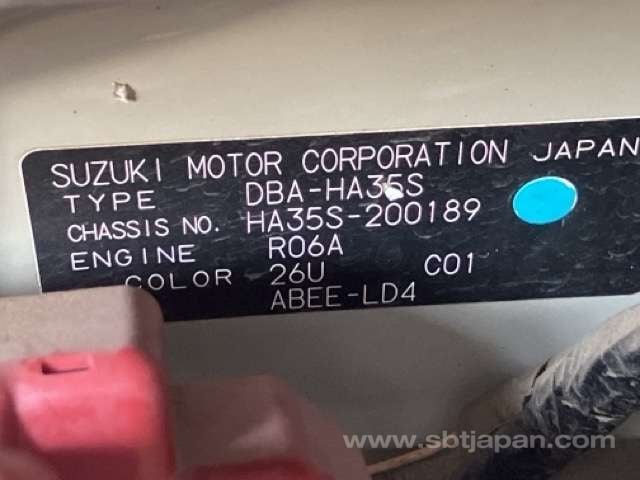 SUZUKI MOTOR CORPORATION JAPAN
TYPE DBA-HA35S
CHASSIS NO. HA35S-200189
ENGINE R06A
COLOR 26U C01
ABEE-LD4
www.sbtjapan.com